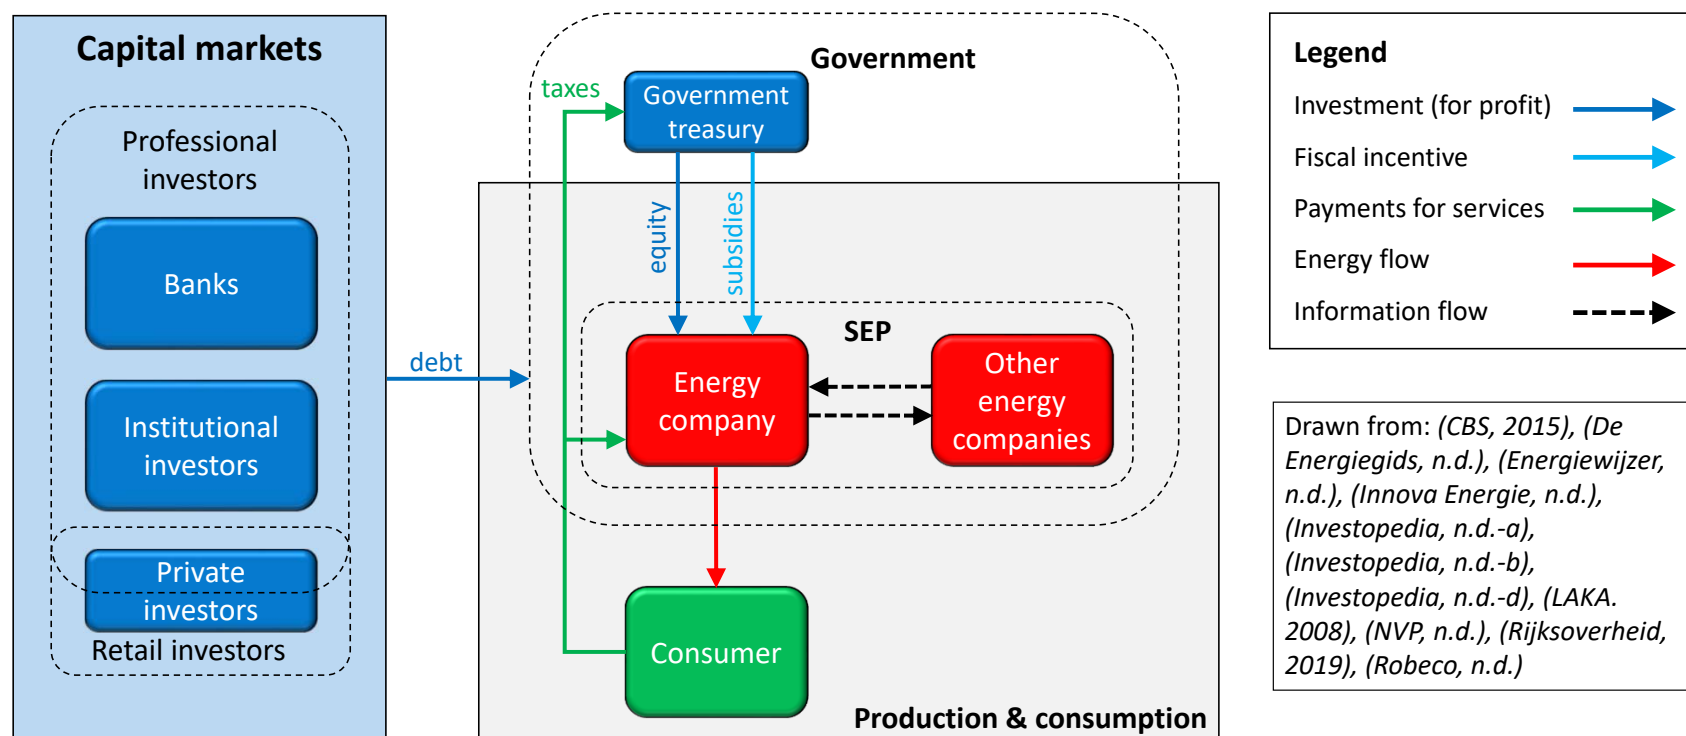 Capital markets
Professional
investors
Banks
Institutional
investors
Private
investors
Retail investors
debt
Government
taxes
Government
treasury
equity
subsidies
SEP
Energy
company
Other
energy
companies
Consumer
Production & consumption
Legend
Investment (for profit)
Fiscal incentive
Payments for services
Energy flow
Information flow
Drawn from: (CBS, 2015), (De
Energiegids, n.d.), (Energiewijzer,
n.d.), (Innova Energie, n.d.),
(Investopedia, n.d.-a),
(Investopedia, n.d.-b),
(Investopedia, n.d.-d), (LAKA.
2008), (NVP, n.d.), (Rijksoverheid,
2019), (Robeco, n.d.)